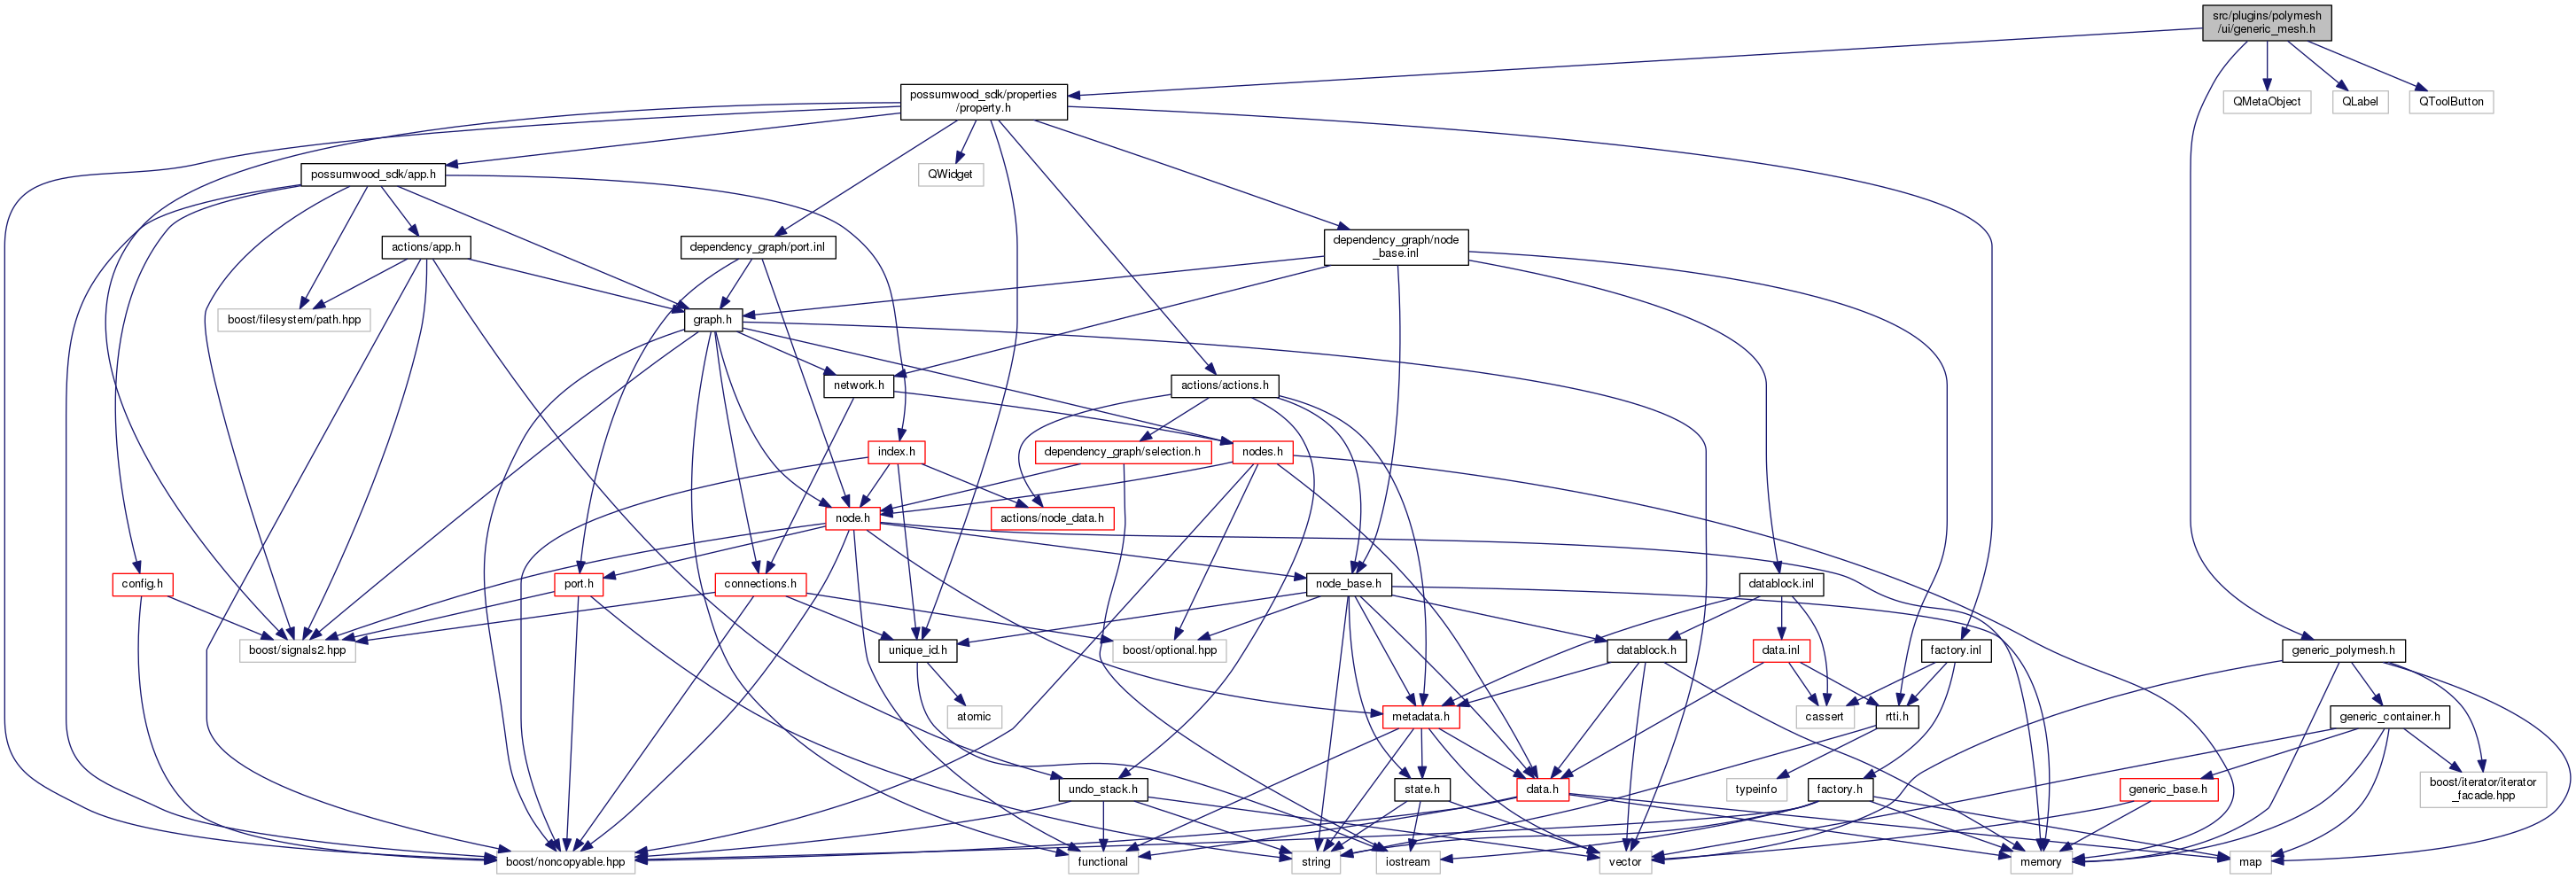 src/plugins/polymesh
/ui/generic_mesh.h
possumwood_sdk/properties
/property.h
QMetaObject
QLabel
QToolButton
possumwood_sdk/app.h
QWidget
actions/app.h
dependency_graph/port.inl
dependency_graph/node
_base.inl
boost/filesystem/path.hpp
graph.h
network.h
actions/actions.h
index.h
dependency_graph/selection.h
nodes.h
node.h
actions/node_data.h
config.h
port.h
connections.h
node_base.h
datablock.inl
boost/signals2.hpp
unique_id.h
boost/optional.hpp
datablock.h
data.inl
factory.inl
generic_polymesh.h
atomic
metadata.h
cassert
rtti.h
generic_container.h
undo_stack.h
state.h
data.h
typeinfo
factory.h
generic_base.h
boost/iterator/iterator
_facade.hpp
boost/noncopyable.hpp
functional
string
iostream
vector
memory
map